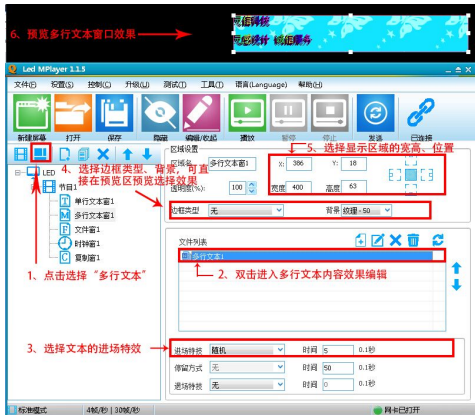 6、预览多行文本窗口效果
Led MPlayer 1.1.5
文件(F) 设置(S) 控制(C) 升级(U) 测试(T) 工具(T) 语言(Language) 帮助(H)
新建屏幕 打开 保存 隐藏 编辑/收起 播放 暂停 停止 发送 已连接
区域设置
5、选择显示区域的宽高、位置
区域名: 多行文本窗1 X: 386 Y: 18
透明度(%): 100 宽度 400 高度 63
4、选择边框类型、背景，可直
接在预览区预览选择效果
边框类型 无 背景 纹理-50
LED
节目1
单行文本窗1
多行文本窗1
文件窗1
时钟窗1
复制窗1
1、点击选择“多行文本”
文件列表
多行文本1
2、双击进入多行文本内容效果编辑
3、选择文本的进场特效
进场特技 随机 时间 5 0.1秒
停留方式 无 时间 50 0.1秒
退场特技 无 时间 0 0.1秒
标准模式 4帧/秒 | 30帧/秒 网卡已打开